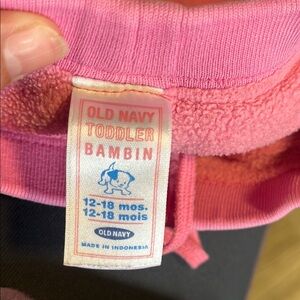 OLD NAVY
TODDLER
BAMBIN
12-18 mos.
12-18 mois
OLD NAVY
MADE IN INDONESIA